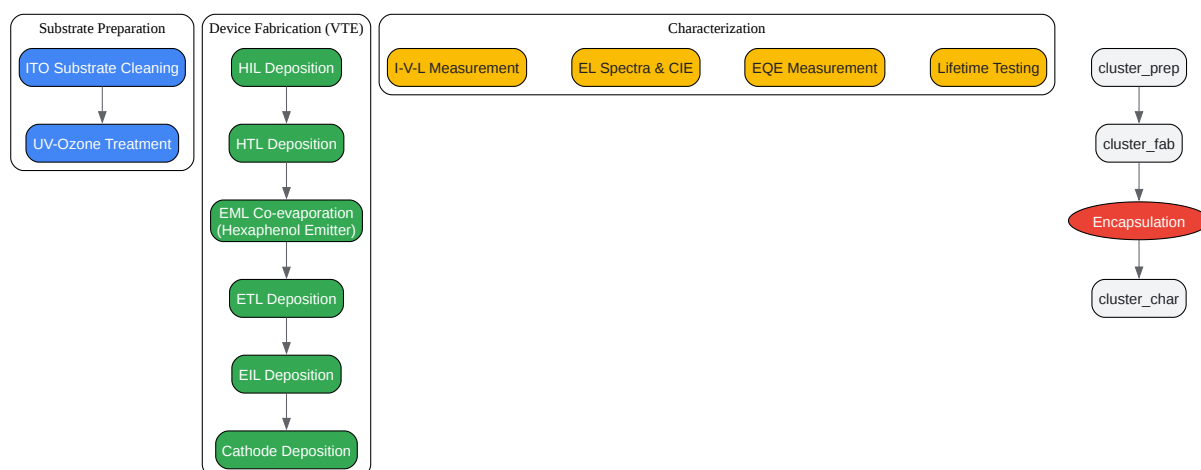 Substrate Preparation
ITO Substrate Cleaning
UV-Ozone Treatment
Device Fabrication (VTE)
HIL Deposition
HTL Deposition
EML Co-evaporation
(Hexaphenol Emitter)
ETL Deposition
EIL Deposition
Cathode Deposition
Characterization
I-V-L Measurement
EL Spectra & CIE
EQE Measurement
Lifetime Testing
cluster_prep
cluster_fab
Encapsulation
cluster_char